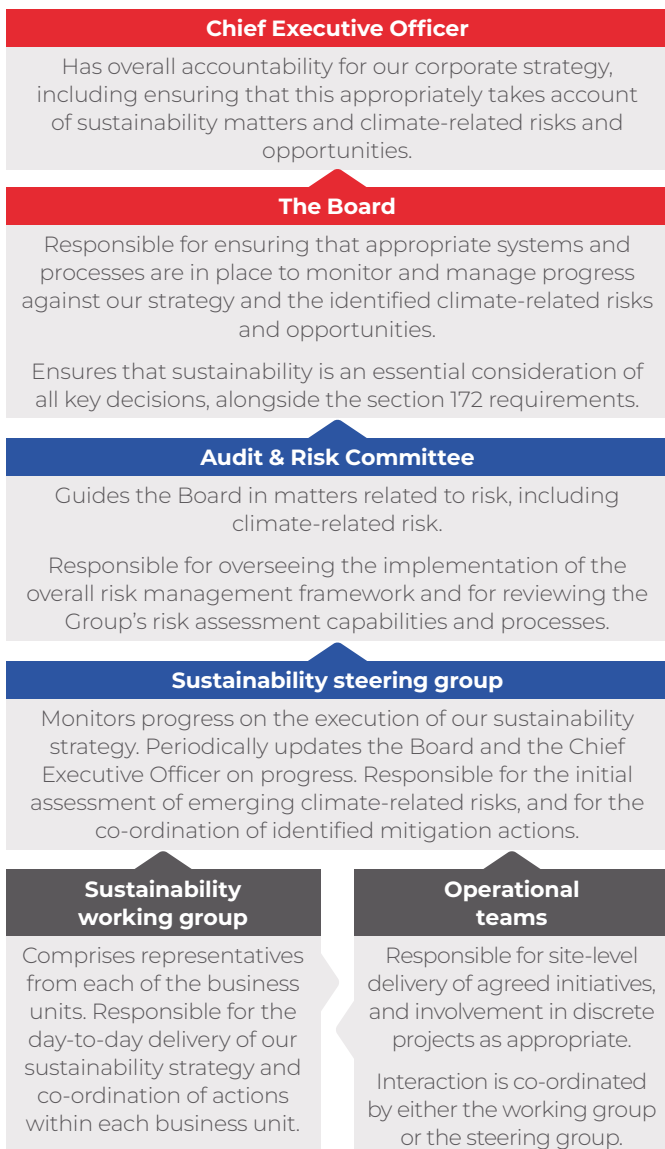 Chief Executive Officer
Has overall accountability for our corporate strategy,
including ensuring that this appropriately takes account
of sustainability matters and climate-related risks and
opportunities.
The Board
Responsible for ensuring that appropriate systems and
processes are in place to monitor and manage progress
against our strategy and the identified climate-related risks
and opportunities.
Ensures that sustainability is an essential consideration of
all key decisions, alongside the section 172 requirements.
Audit & Risk Committee
Guides the Board in matters related to risk, including
climate-related risk.
Responsible for overseeing the implementation of the
overall risk management framework and for reviewing the
Group’s risk assessment capabilities and processes.
Sustainability steering group
Monitors progress on the execution of our sustainability
strategy. Periodically updates the Board and the Chief
Executive Officer on progress. Responsible for the initial
assessment of emerging climate-related risks, and for the
co-ordination of identified mitigation actions.
Sustainability
working group
Comprises representatives
from each of the business
units. Responsible for the
day-to-day delivery of our
sustainability strategy and
co-ordination of actions
within each business unit.
Operational
teams
Responsible for site-level
delivery of agreed initiatives,
and involvement in discrete
projects as appropriate.
Interaction is co-ordinated
by either the working group
or the steering group.